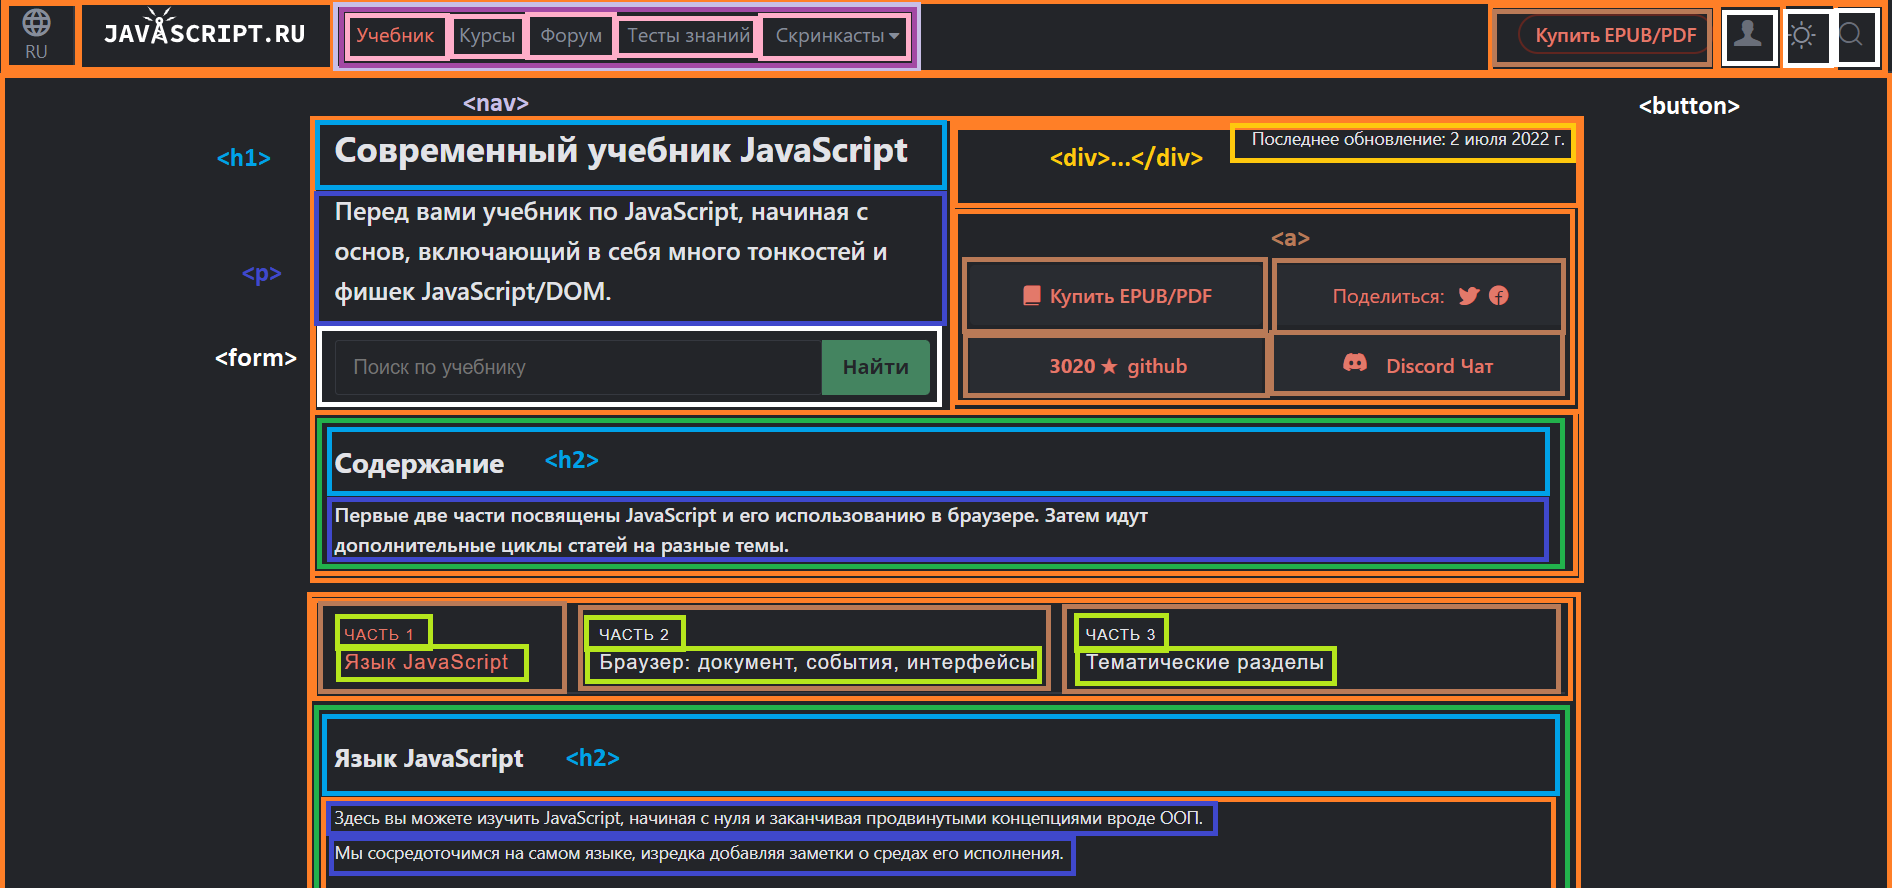 RU
JAVASCRIPT.RU
Учебник
Курсы
Форум
Тесты знаний
Скринкасты
Купить EPUB/PDF
<nav>
<button>
<h1>
Современный учебник JavaScript
<div>...</div>
Последнее обновление: 2 июля 2022 г.
<p>
Перед вами учебник по JavaScript, начиная с
основ, включающий в себя много тонкостей и
фишек JavaScript/DOM.
<a>
Купить EPUB/PDF
Поделиться:
<form>
Поиск по учебнику
Найти
3020 ★ github
Discord Чат
Содержание
<h2>
Первые две части посвящены JavaScript и его использованию в браузере. Затем идут
дополнительные циклы статей на разные темы.
ЧАСТЬ 1
Язык JavaScript
ЧАСТЬ 2
Браузер: документ, события, интерфейсы
ЧАСТЬ 3
Тематические разделы
Язык JavaScript
<h2>
Здесь вы можете изучить JavaScript, начиная с нуля и заканчивая продвинутыми концепциями вроде ООП.
Мы сосредоточимся на самом языке, изредка добавляя заметки о средах его исполнения.